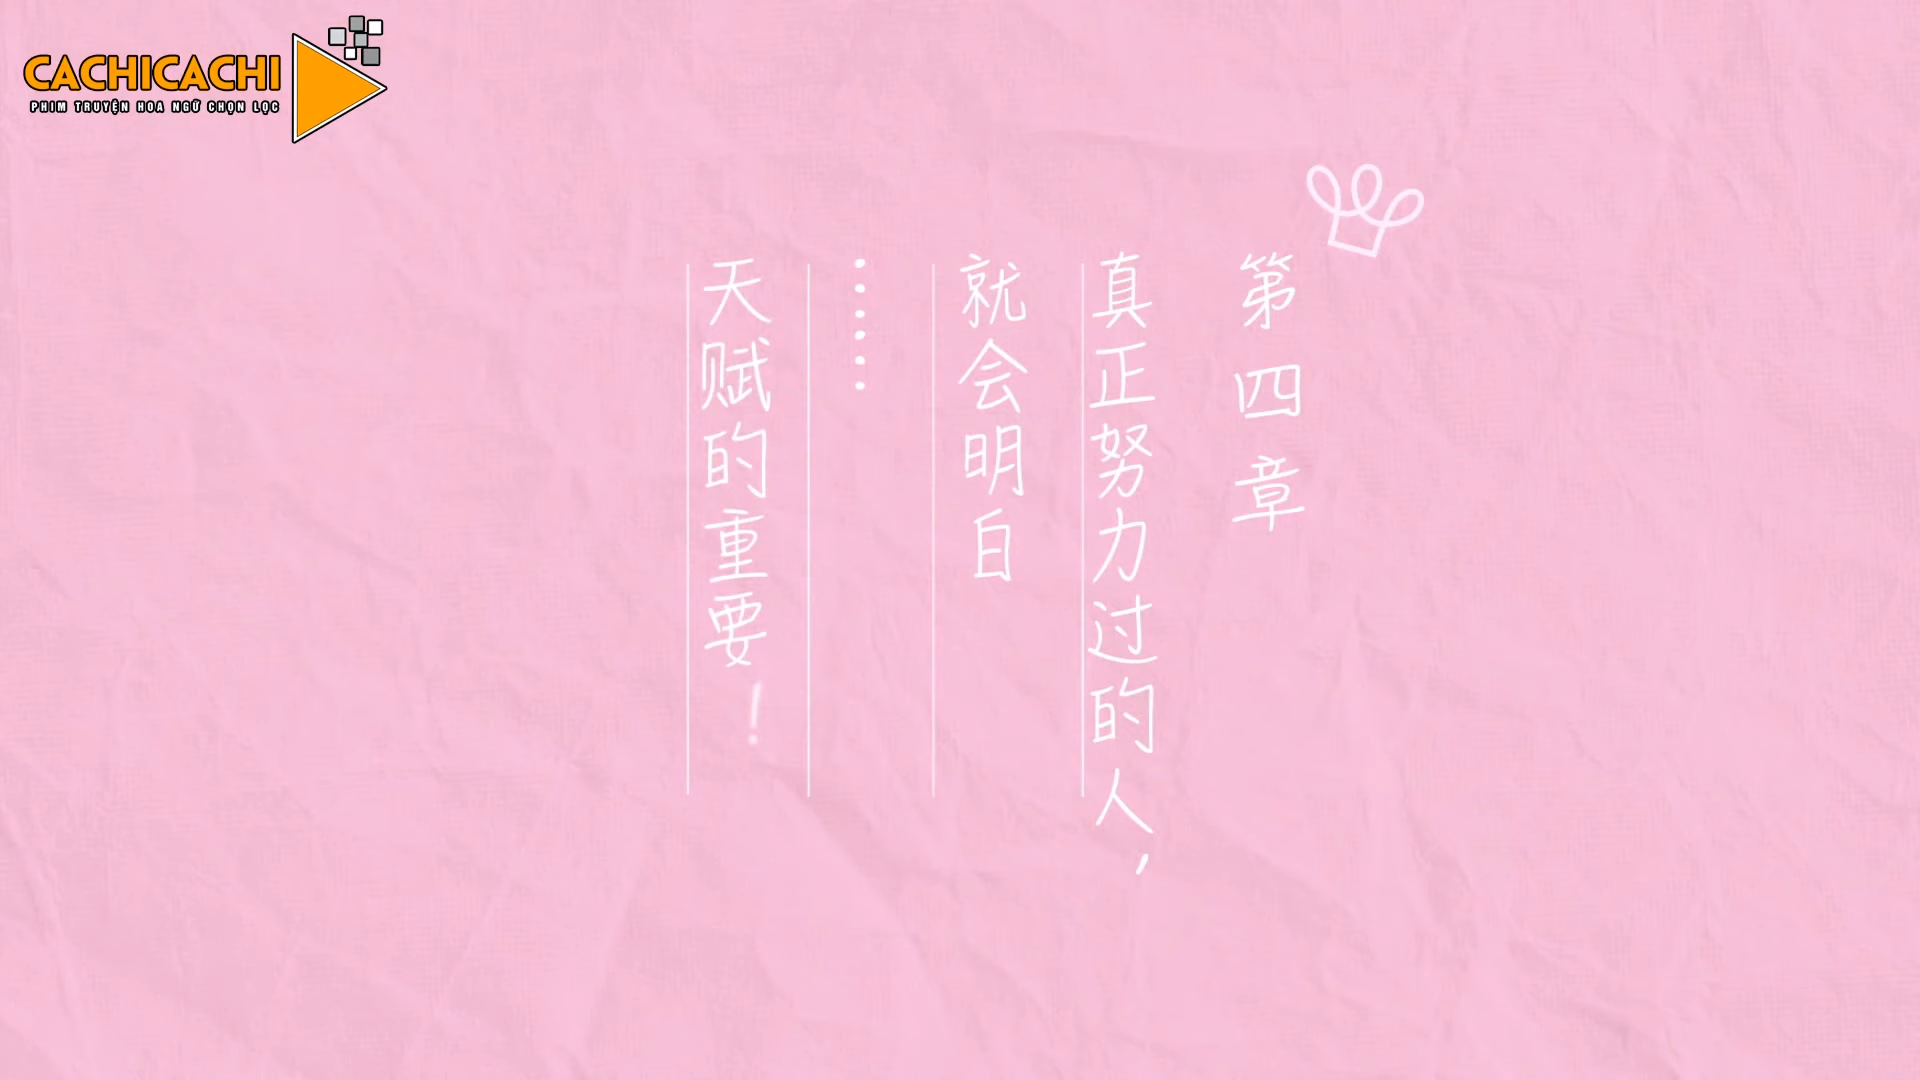 CACHICACHI
PHIM TRUYỆN HOA NGỮ CHỌN LỌC
第四章
真正努力过的人，
就会明白
……
天赋的重要！